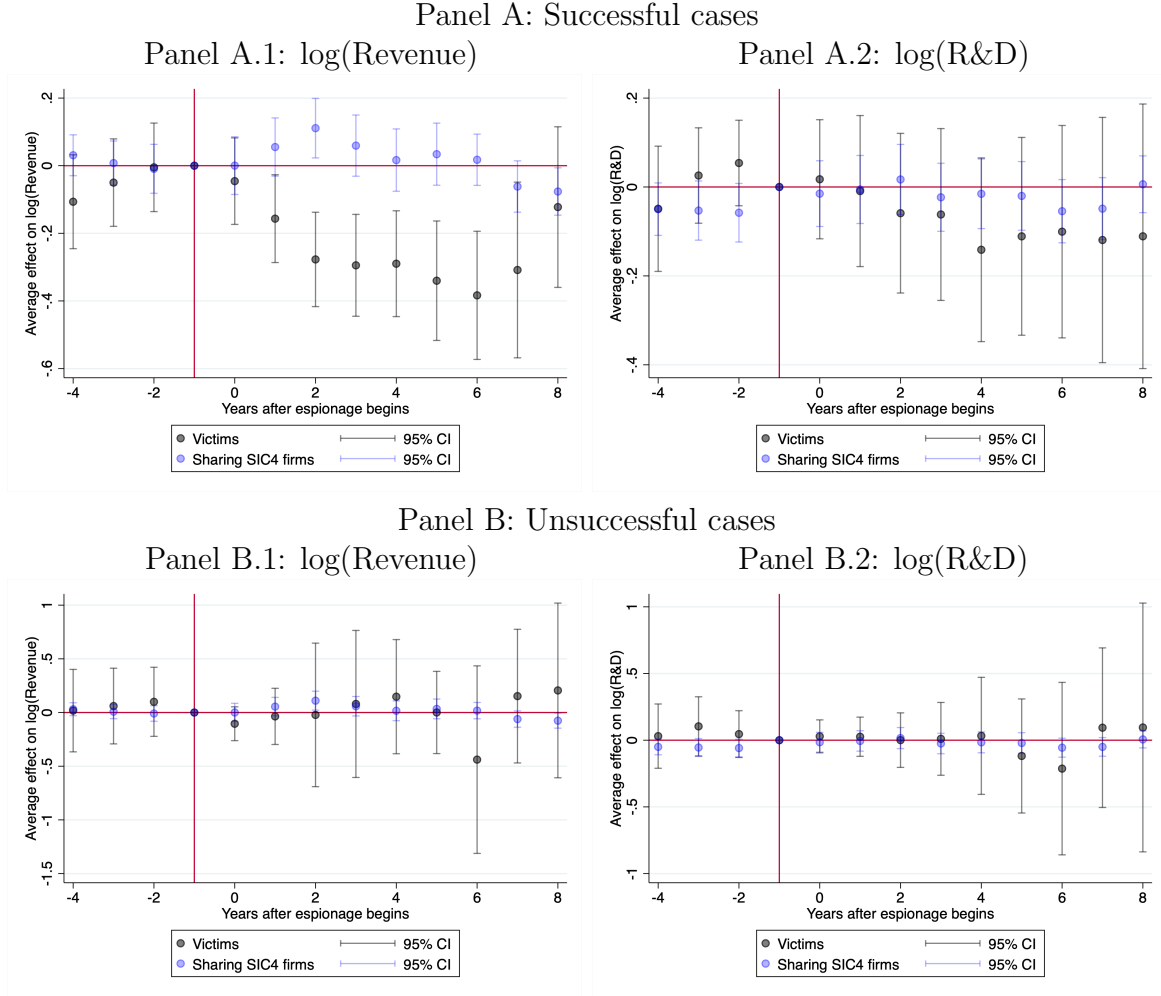 Panel A: Successful cases
Panel A.1: log(Revenue)
Panel A.2: log(R&D)
Average effect on log(Revenue)
.2
0
-.2
-.4
-.6
-4
-2
0
2
4
6
8
Years after espionage begins
Victims
95% CI
Sharing SIC4 firms
95% CI
Average effect on log(R&D)
.2
0
-.2
-.4
-4
-2
0
2
4
6
8
Years after espionage begins
Victims
95% CI
Sharing SIC4 firms
95% CI
Panel B: Unsuccessful cases
Panel B.1: log(Revenue)
Panel B.2: log(R&D)
Average effect on log(Revenue)
1
.5
0
-.5
-1
-1.5
-4
-2
0
2
4
6
8
Years after espionage begins
Victims
95% CI
Sharing SIC4 firms
95% CI
Average effect on log(R&D)
1
.5
0
-.5
-1
-4
-2
0
2
4
6
8
Years after espionage begins
Victims
95% CI
Sharing SIC4 firms
95% CI